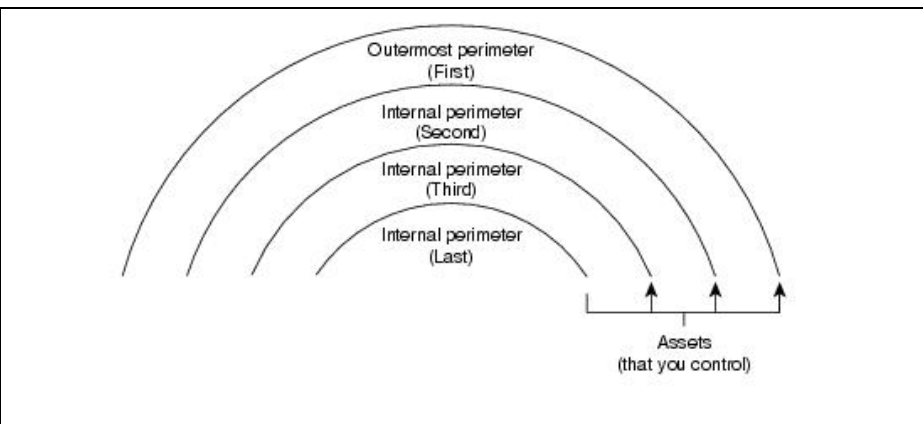 Outermost perimeter
(First)
Internal perimeter
(Second)
Internal perimeter
(Third)
Internal perimeter
(Last)
Assets
(that you control)